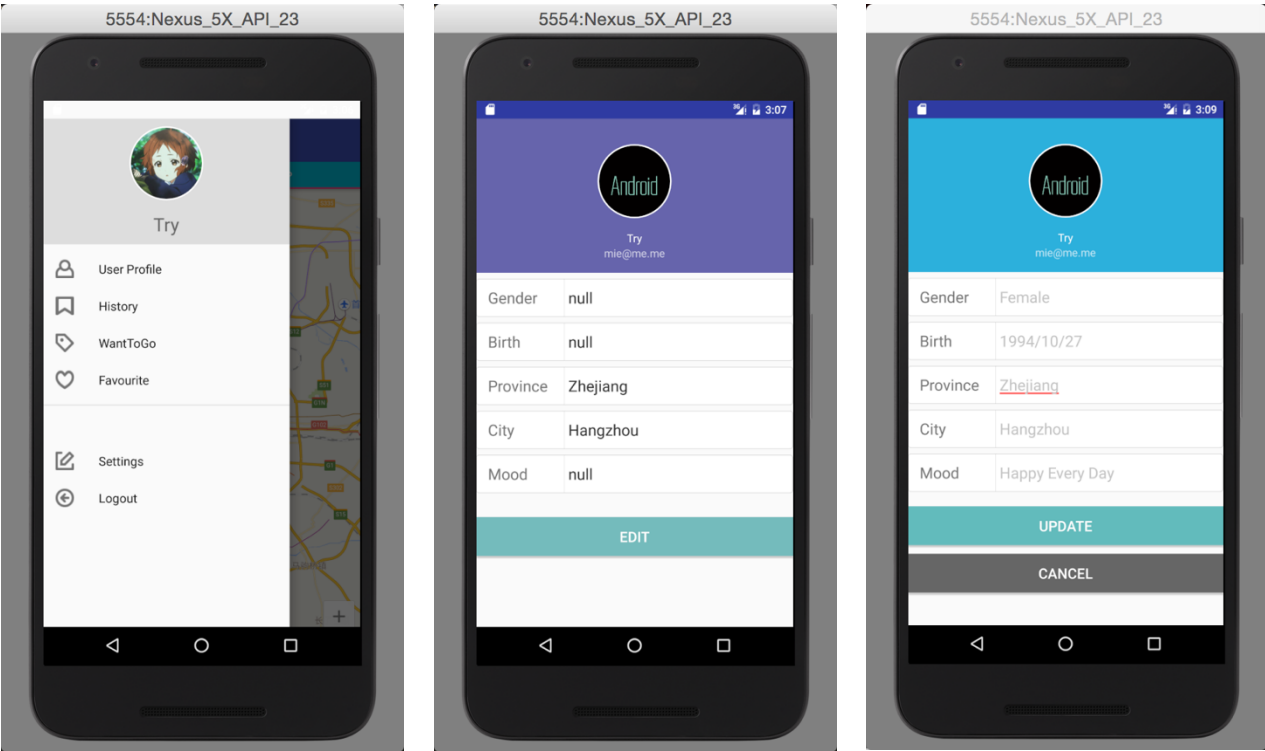 5554:Nexus_5X_API_23
Try
User Profile
History
WantToGo
Favourite
Settings
Logout
5554:Nexus_5X_API_23
3G 3:07
Android
Try
mie@me.me
Gender null
Birth null
Province Zhejiang
City Hangzhou
Mood null
EDIT
5554:Nexus_5X_API_23
3G 3:09
Android
Try
mie@me.me
Gender Female
Birth 1994/10/27
Province Zhejiang
City Hangzhou
Mood Happy Every Day
UPDATE
CANCEL